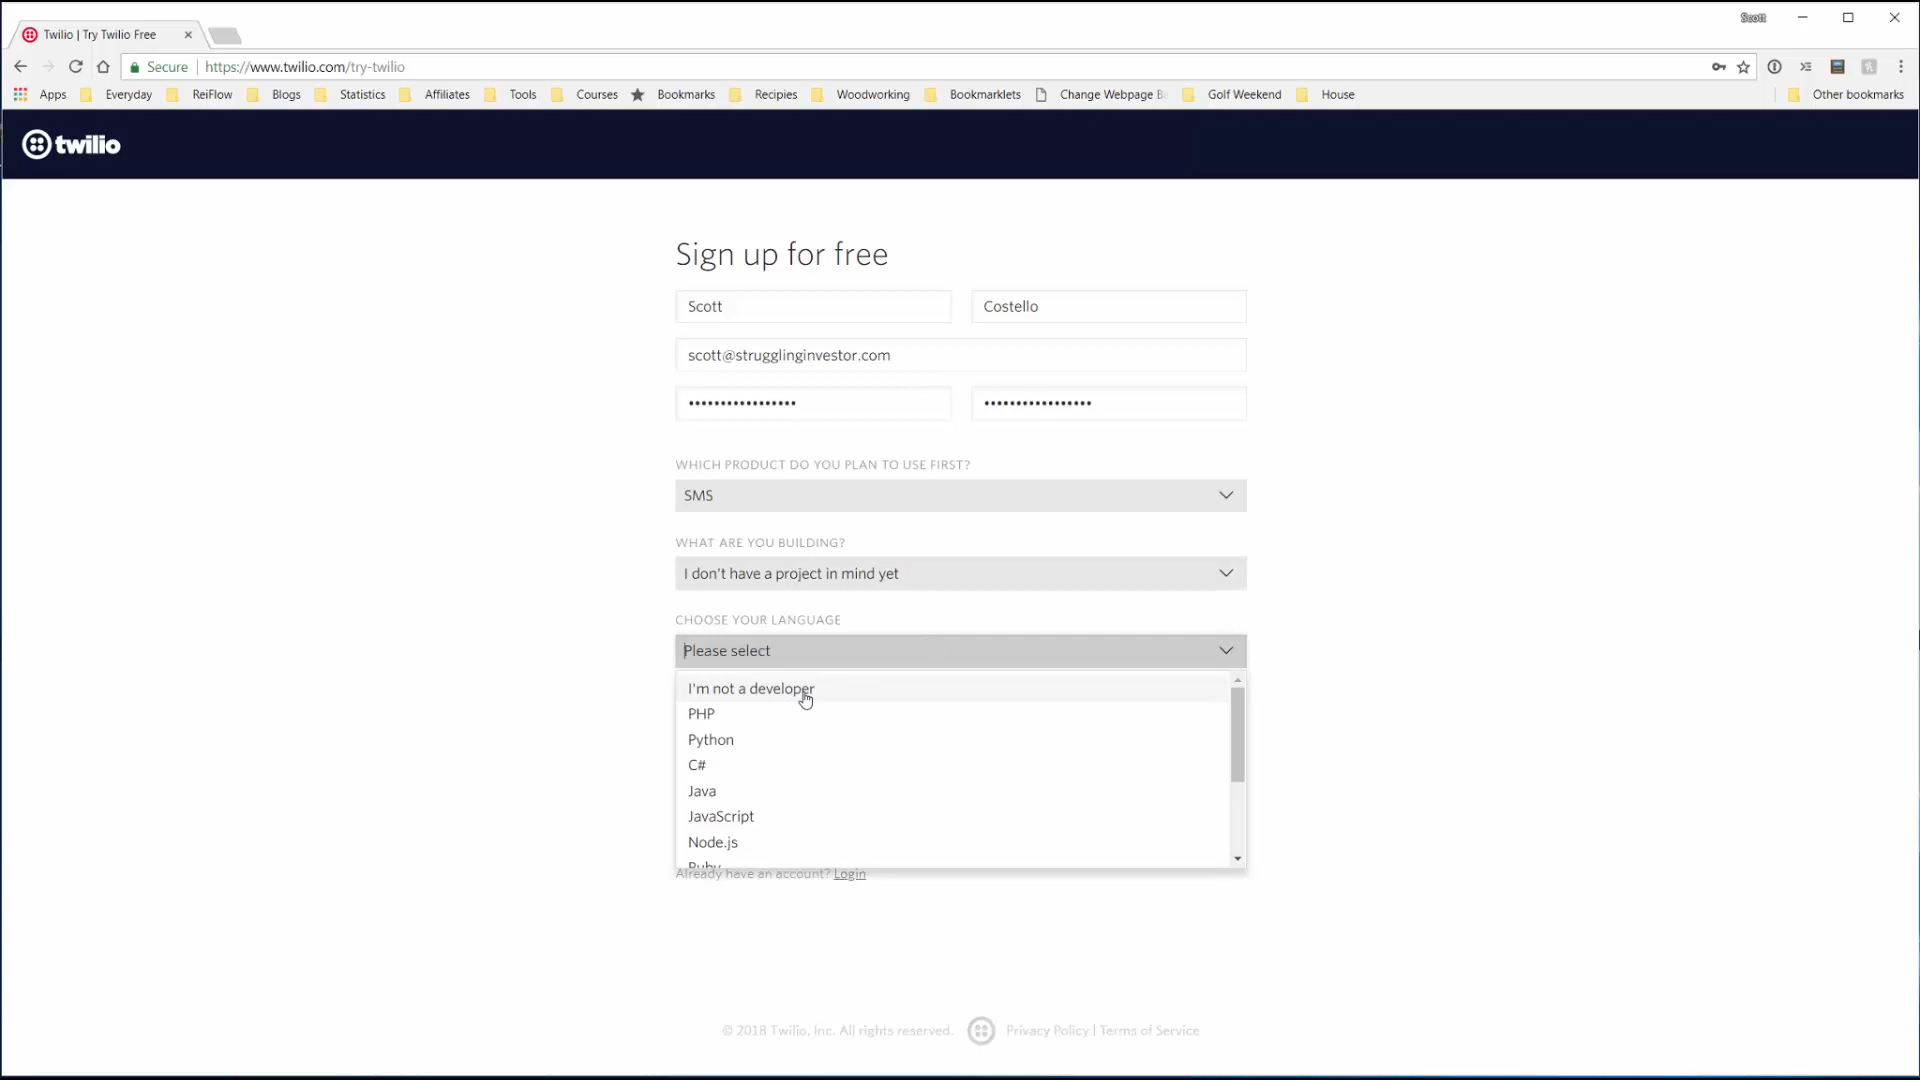 Twilio | Try Twilio Free
Scott
Secure | https://www.twilio.com/try-twilio
Apps Everyday ReiFlow Blogs Statistics Affiliates Tools Courses Bookmarks Recipies Woodworking Bookmarklets Change Webpage Golf Weekend House Other bookmarks
twilio
Sign up for free
Scott Costello
scott@strugglinginvestor.com
••••••••••••••••• •••••••••••••••••
WHICH PRODUCT DO YOU PLAN TO USE FIRST?
SMS
WHAT ARE YOU BUILDING?
I don't have a project in mind yet
CHOOSE YOUR LANGUAGE
Please select
I'm not a developer
PHP
Python
C#
Java
JavaScript
Node.js
Ruby
Already have an account? Login
© 2018 Twilio, Inc. All rights reserved. Privacy Policy | Terms of Service